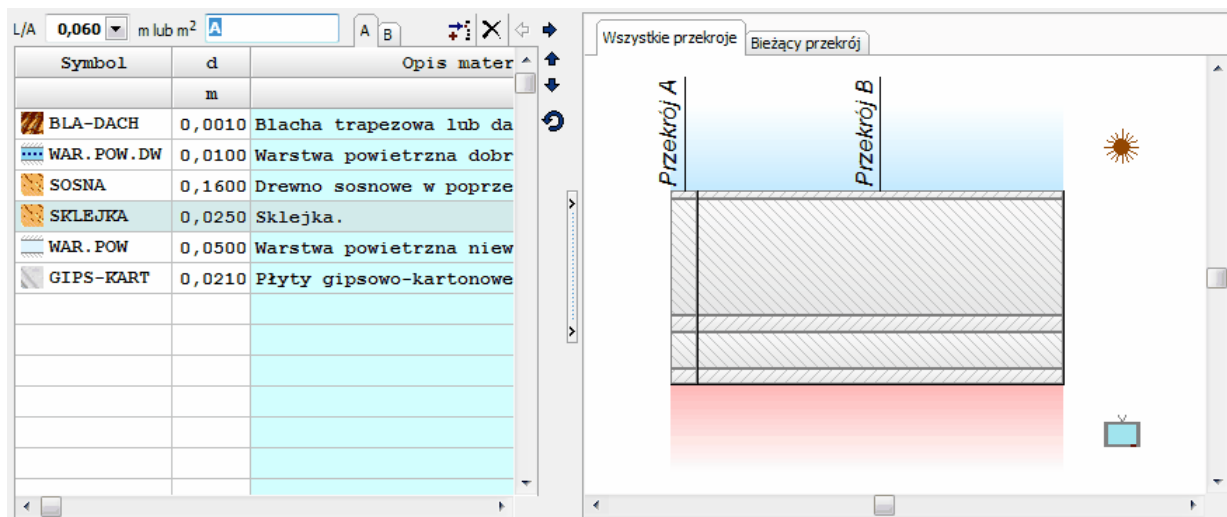 L/A 0,060 m lub m² A A B
Symbol d Opis mater
m
BLA-DACH 0,0010 Blacha trapezowa lub da
WAR.POW.DW 0,0100 Warstwa powietrzna dobr
SOSNA 0,1600 Drewno sosnowe w poprze
SKLEJKA 0,0250 Sklejka.
WAR.POW 0,0500 Warstwa powietrzna niew
GIPS-KART 0,0210 Płyty gipsowo-kartonowe
Wszystkie przekroje Bieżący przekrój
Przekrój A
Przekrój B